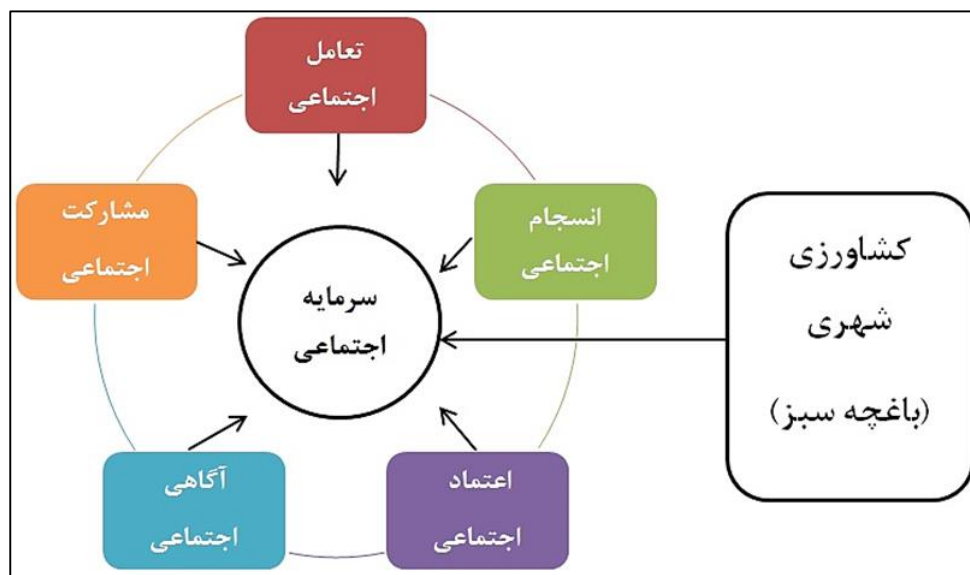 تعامل
اجتماعی
انسجام
اجتماعی
مشارکت
اجتماعی
سرمایه
اجتماعی
کشاورزی
شهری
(باغچه سبز)
اعتماد
اجتماعی
آگاهی
اجتماعی